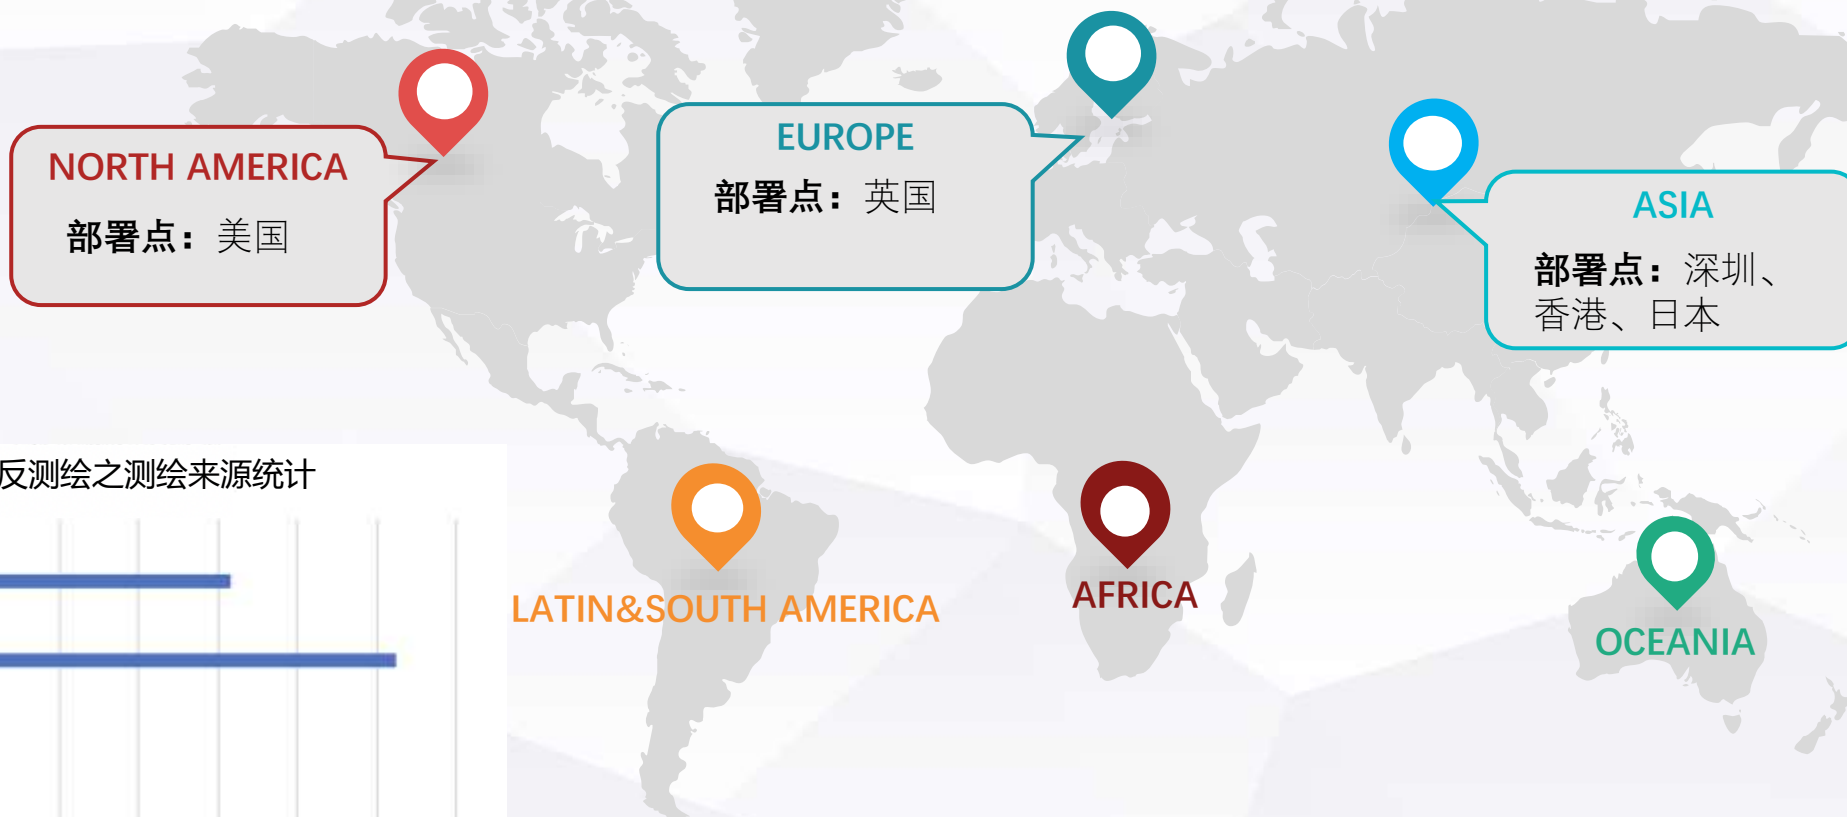 EUROPE
部署点：英国
NORTH AMERICA
部署点：美国
ASIA
部署点：深圳、
香港、日本
反测绘之测绘来源统计
LATIN&SOUTH AMERICA
AFRICA
OCEANIA